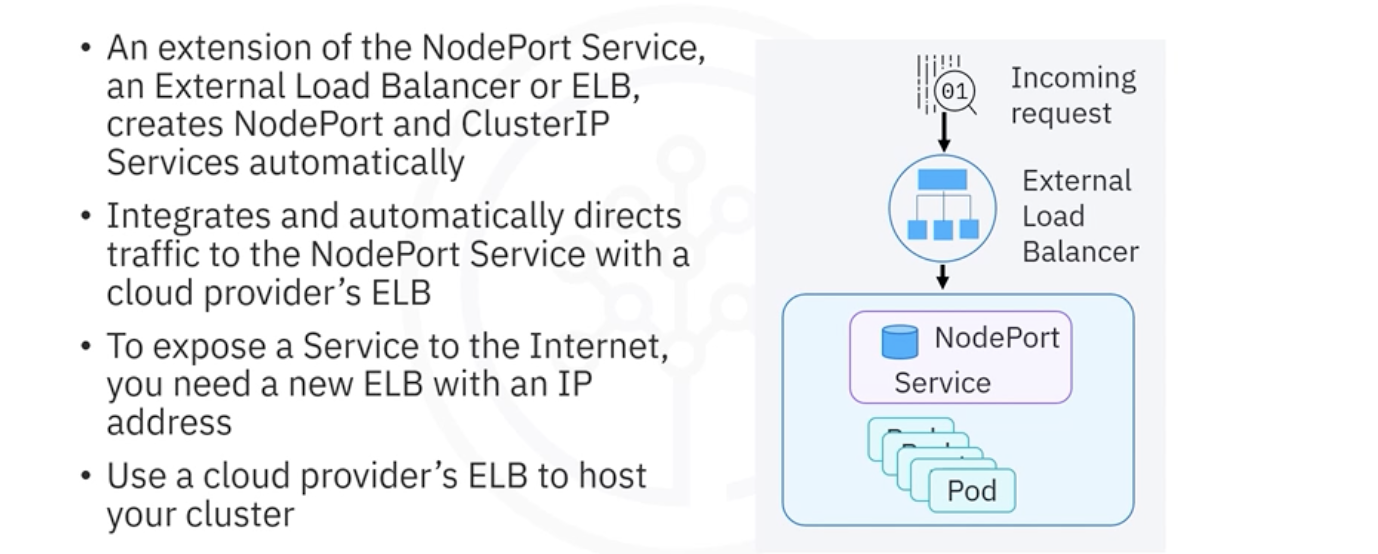 • An extension of the NodePort Service,
an External Load Balancer or ELB,
creates NodePort and ClusterIP
Services automatically
• Integrates and automatically directs
traffic to the NodePort Service with a
cloud provider’s ELB
• To expose a Service to the Internet,
you need a new ELB with an IP
address
• Use a cloud provider’s ELB to host
your cluster
01
Incoming
request
External
Load
Balancer
NodePort
Service
Pod